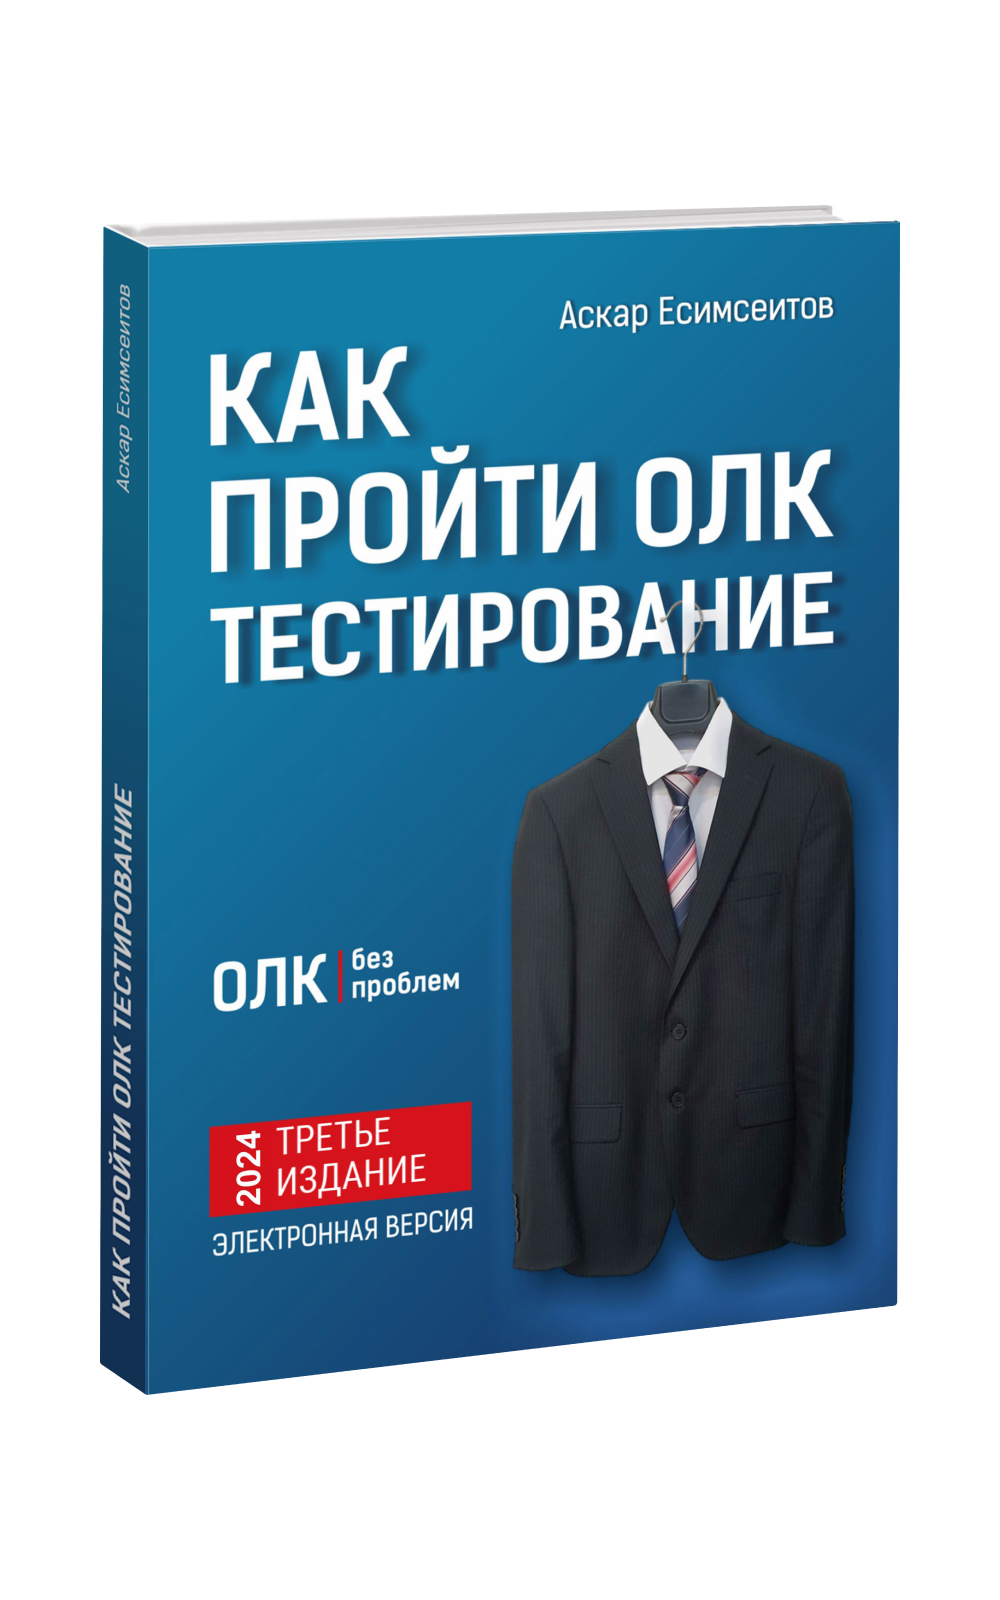 Аскар Есимсеитов
КАК
ПРОЙТИ ОЛК
ТЕСТИРОВАНИЕ
ОЛК
без
проблем
2024
ТРЕТЬЕ
ИЗДАНИЕ
ЭЛЕКТРОННАЯ ВЕРСИЯ
Аскар Есимсеитов
КАК ПРОЙТИ ОЛК ТЕСТИРОВАНИЕ